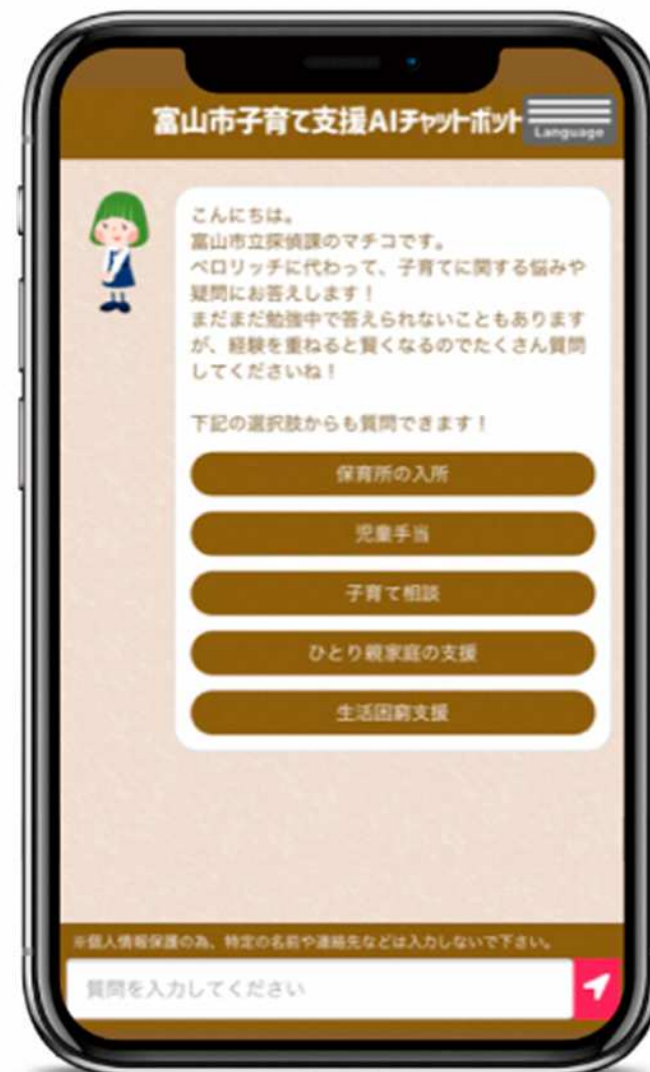 富山市子育て支援AIチャットボット
Language
こんにちは。
富山市立探偵課のマチコです。
ペロリッチに代わって、子育てに関する悩みや
疑問にお答えします！
まだまだ勉強中で答えられないこともあります
が、経験を重ねると賢くなるのでたくさん質問
してくださいね！
下記の選択肢からも質問できます！
保育所の入所
児童手当
子育て相談
ひとり親家庭の支援
生活困窮支援
※個人情報保護の為、特定の名前や連絡先などは入力しないで下さい。
質問を入力してください